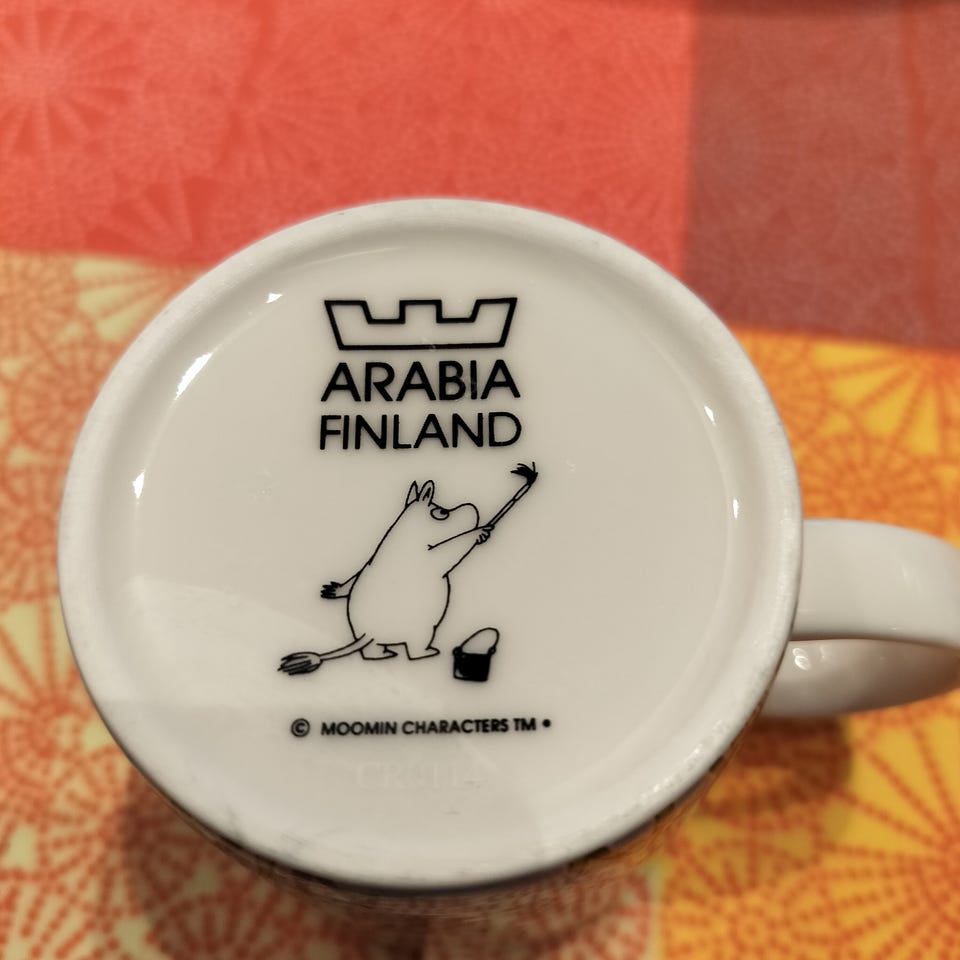 ARABIA
FINLAND
© MOOMIN CHARACTERS TM •